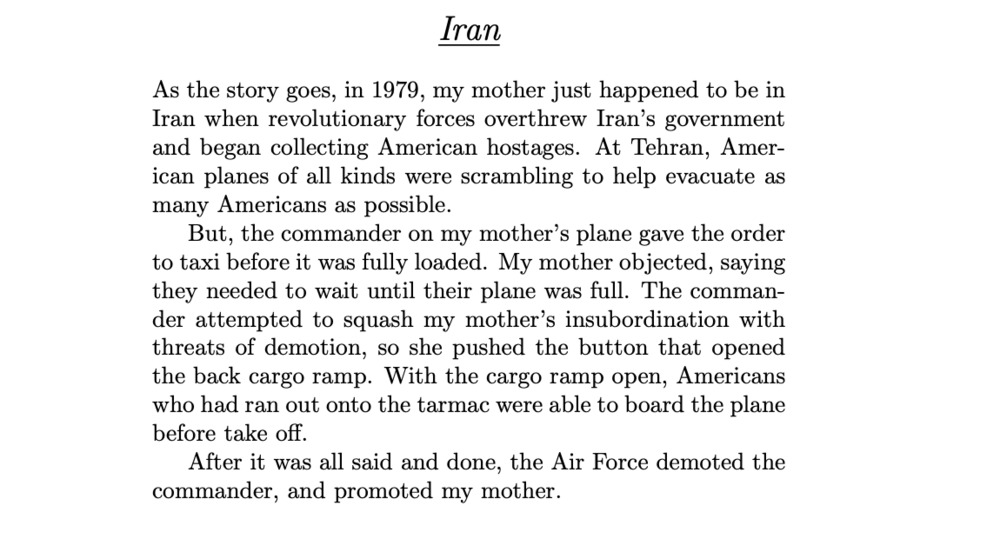 Iran
As the story goes, in 1979, my mother just happened to be in
Iran when revolutionary forces overthrew Iran's government
and began collecting American hostages. At Tehran, Amer-
ican planes of all kinds were scrambling to help evacuate as
many Americans as possible.
But, the commander on my mother's plane gave the order
to taxi before it was fully loaded. My mother objected, saying
they needed to wait until their plane was full. The comman-
der attempted to squash my mother's insubordination with
threats of demotion, so she pushed the button that opened
the back cargo ramp. With the cargo ramp open, Americans
who had ran out onto the tarmac were able to board the plane
before take off.
After it was all said and done, the Air Force demoted the
commander, and promoted my mother.